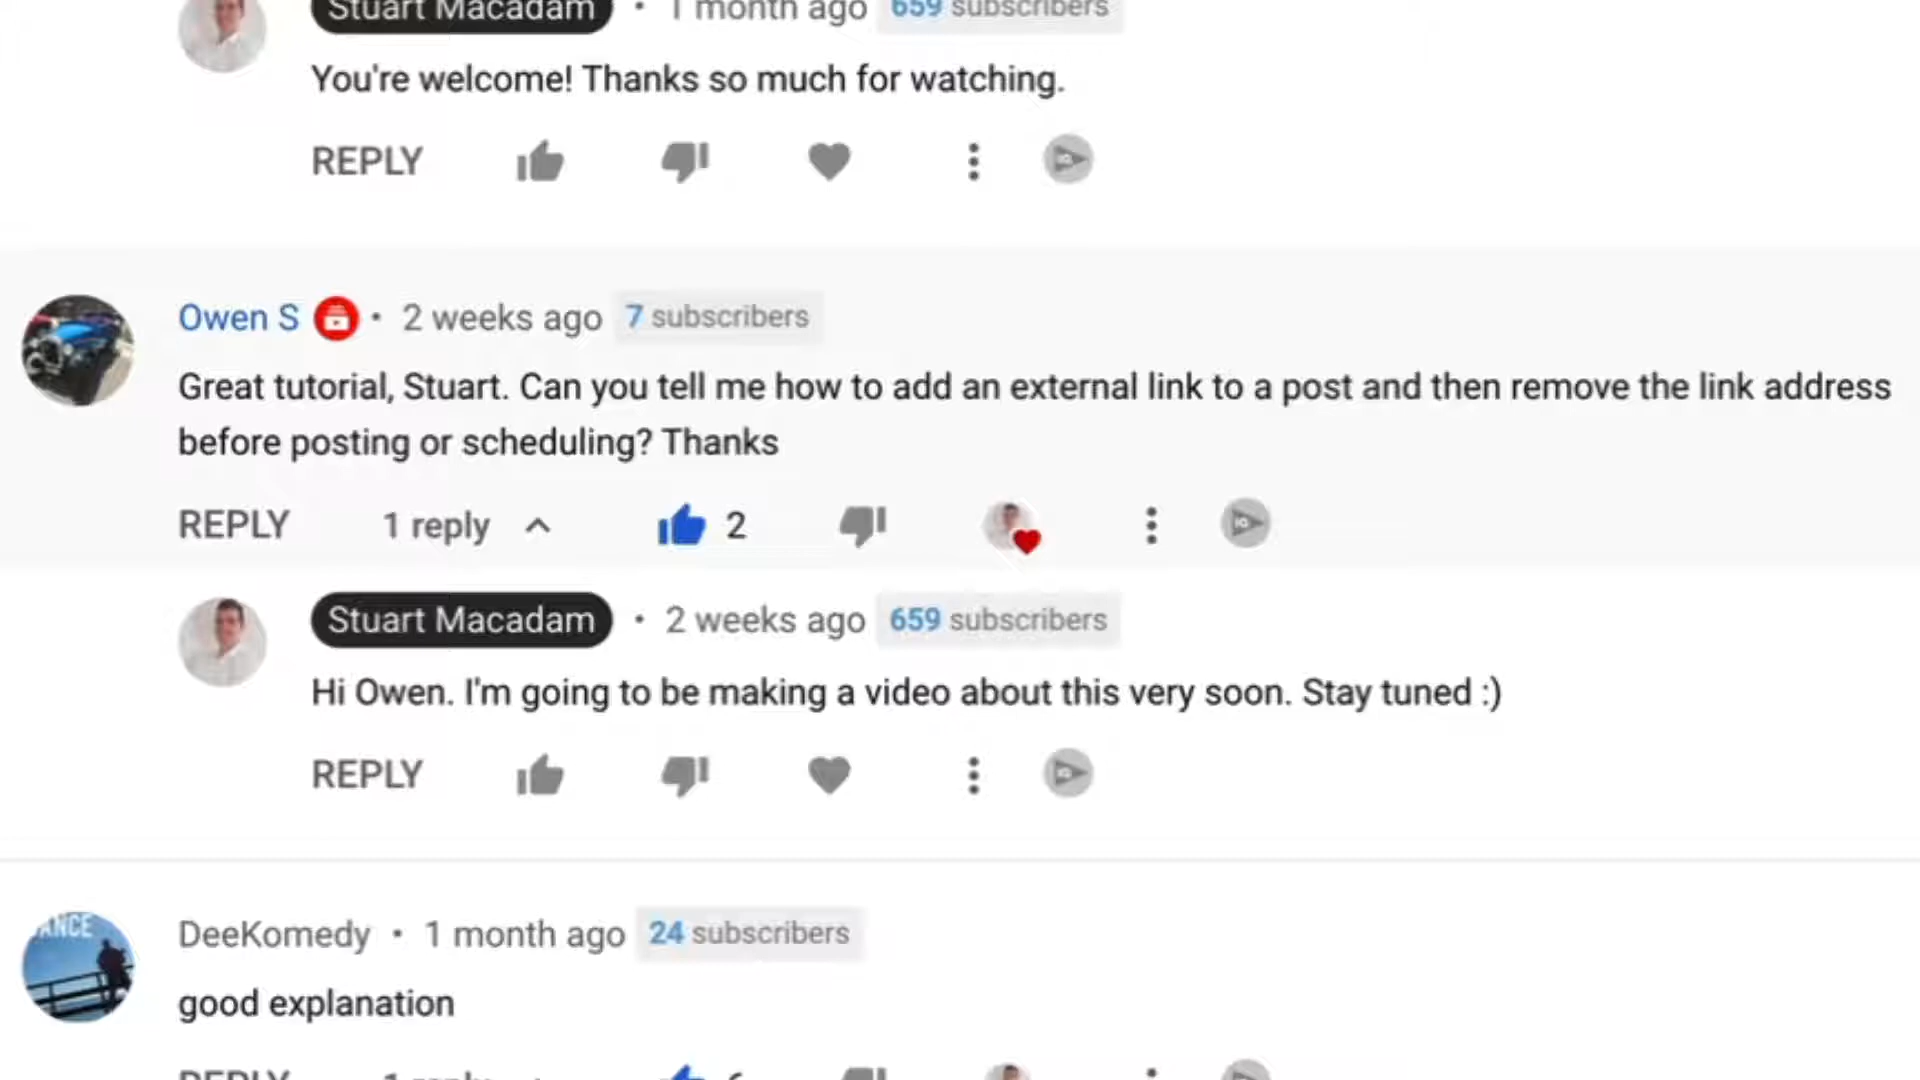 Stuart Macadam • 1 month ago 659 subscribers
You're welcome! Thanks so much for watching.
REPLY
Owen S • 2 weeks ago 7 subscribers
Great tutorial, Stuart. Can you tell me how to add an external link to a post and then remove the link address
before posting or scheduling? Thanks
REPLY 1 reply 2
Stuart Macadam • 2 weeks ago 659 subscribers
Hi Owen. I'm going to be making a video about this very soon. Stay tuned :)
REPLY
DeeKomedy • 1 month ago 24 subscribers
good explanation
REPLY 1 reply